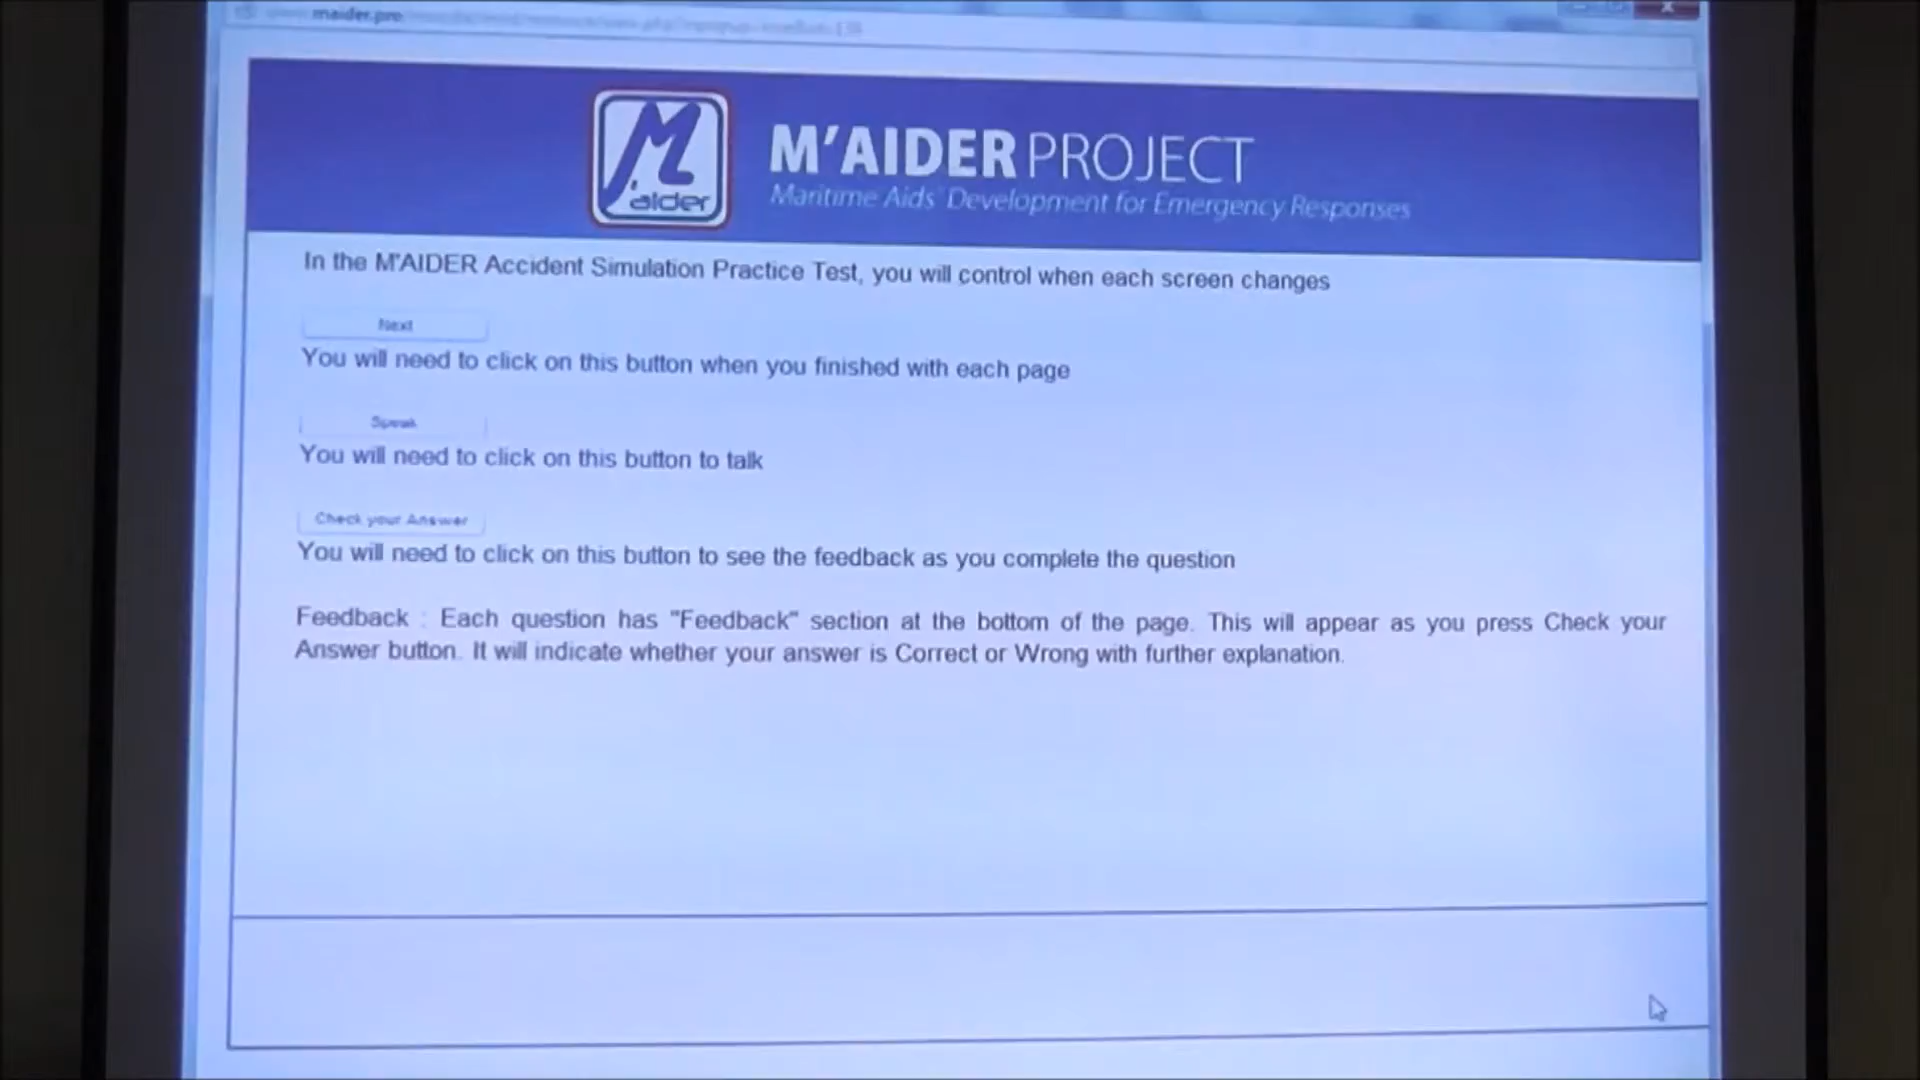 maider.pro
M'aider
M'AIDER PROJECT
Maritime Aids' Development for Emergency Responses
In the M'AIDER Accident Simulation Practice Test, you will control when each screen changes
Next
You will need to click on this button when you finished with each page
Speak
You will need to click on this button to talk
Check your Answer
You will need to click on this button to see the feedback as you complete the question
Feedback : Each question has "Feedback" section at the bottom of the page. This will appear as you press Check your
Answer button. It will indicate whether your answer is Correct or Wrong with further explanation.